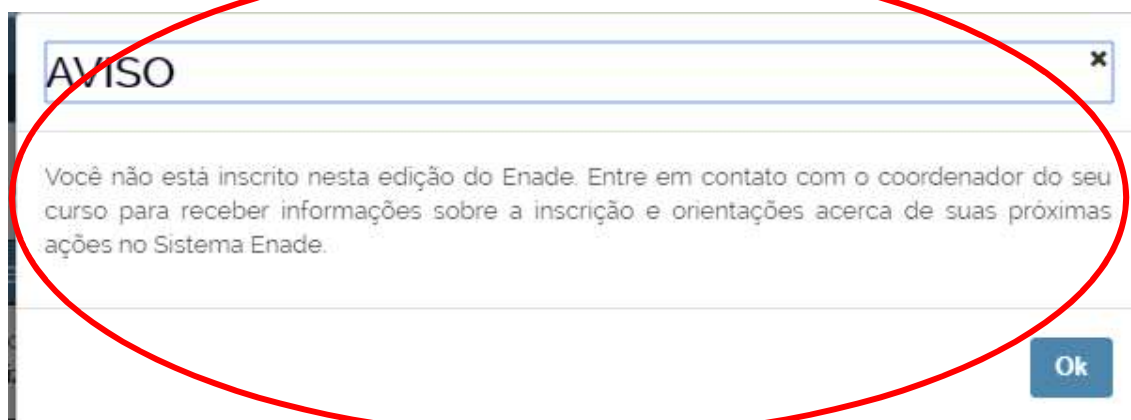 AVISO
Você não está inscrito nesta edição do Enade. Entre em contato com o coordenador do seu
curso para receber informações sobre a inscrição e orientações acerca de suas próximas
ações no Sistema Enade.
Ok